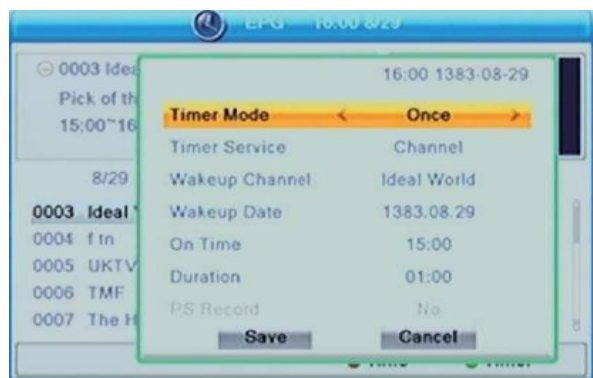 EPG 16:00 8/29
0003 Idea
Pick of th
15:00~16
8/29
0003 Ideal
0004 f tn
0005 UKTV
0006 TMF
0007 The H
16:00 1383-08-29
Timer Mode < Once >
Timer Service Channel
Wakeup Channel Ideal World
Wakeup Date 1383.08.29
On Time 15:00
Duration 01:00
PS Record No
Save Cancel